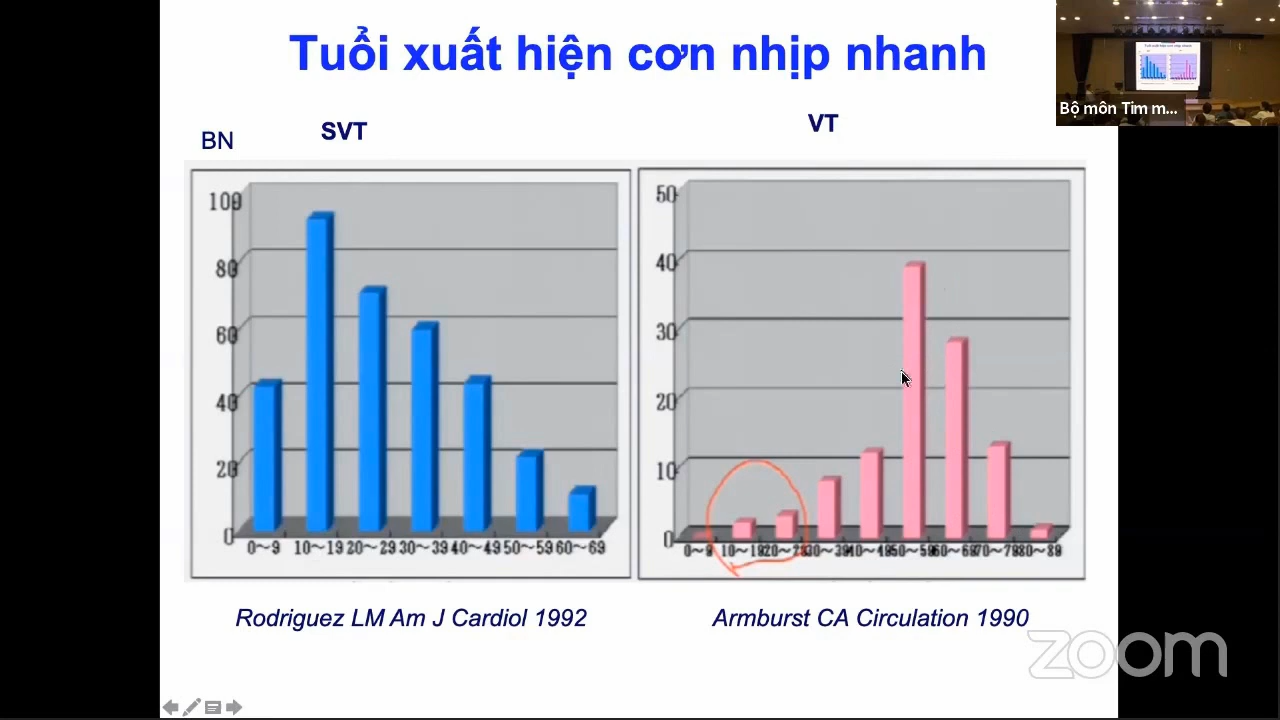 Tuổi xuất hiện cơn nhịp nhanh
Bộ môn Tim m...
BN
SVT
VT
100
80
60
40
20
0
0~9 10~19 20~29 30~39 40~49 50~59 60~69
50
40
30
20
10
0
0~9 10~19 20~29 30~39 40~49 50~59 60~69 70~79 80~89
Rodriguez LM Am J Cardiol 1992
Armburst CA Circulation 1990
zoom